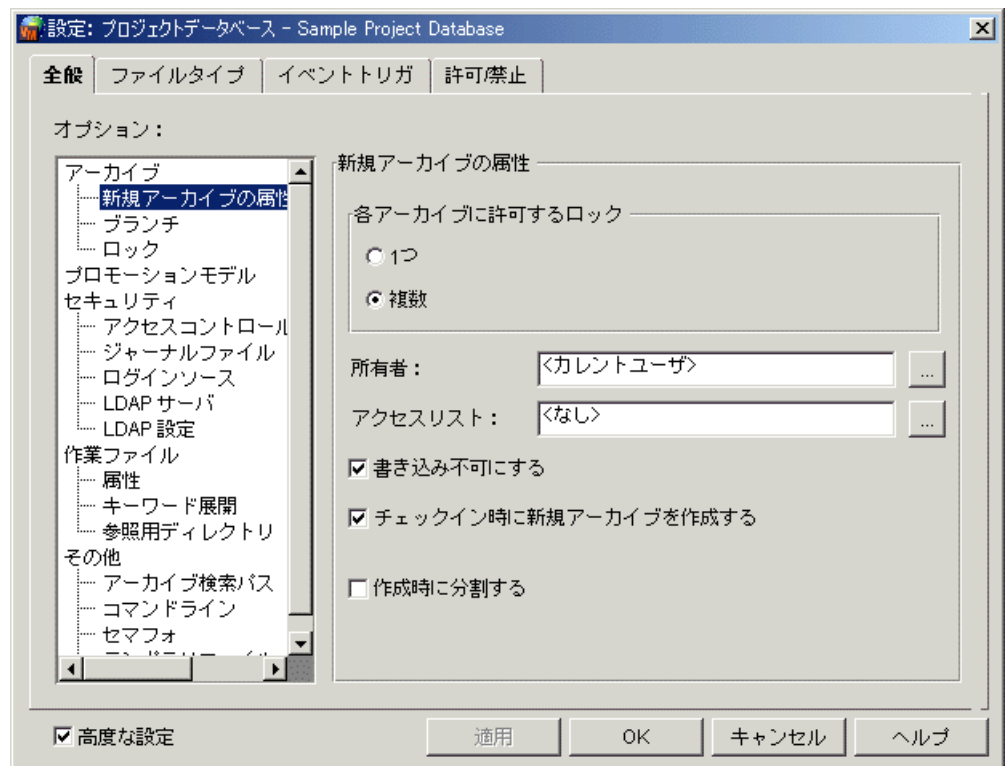 設定: プロジェクトデータベース - Sample Project Database
全般 ファイルタイプ イベントトリガ 許可/禁止
オプション：
アーカイブ
新規アーカイブの属性
ブランチ
ロック
プロモーションモデル
セキュリティ
アクセスコントロール
ジャーナルファイル
ログインソース
LDAP サーバ
LDAP 設定
作業ファイル
属性
キーワード展開
参照用ディレクトリ
その他
アーカイブ検索パス
コマンドライン
セマフォ
新規アーカイブの属性
各アーカイブに許可するロック
1つ
複数
所有者： <カレントユーザ> ...
アクセスリスト： <なし> ...
書き込み不可にする
チェックイン時に新規アーカイブを作成する
作成時に分割する
高度な設定 適用 OK キャンセル ヘルプ